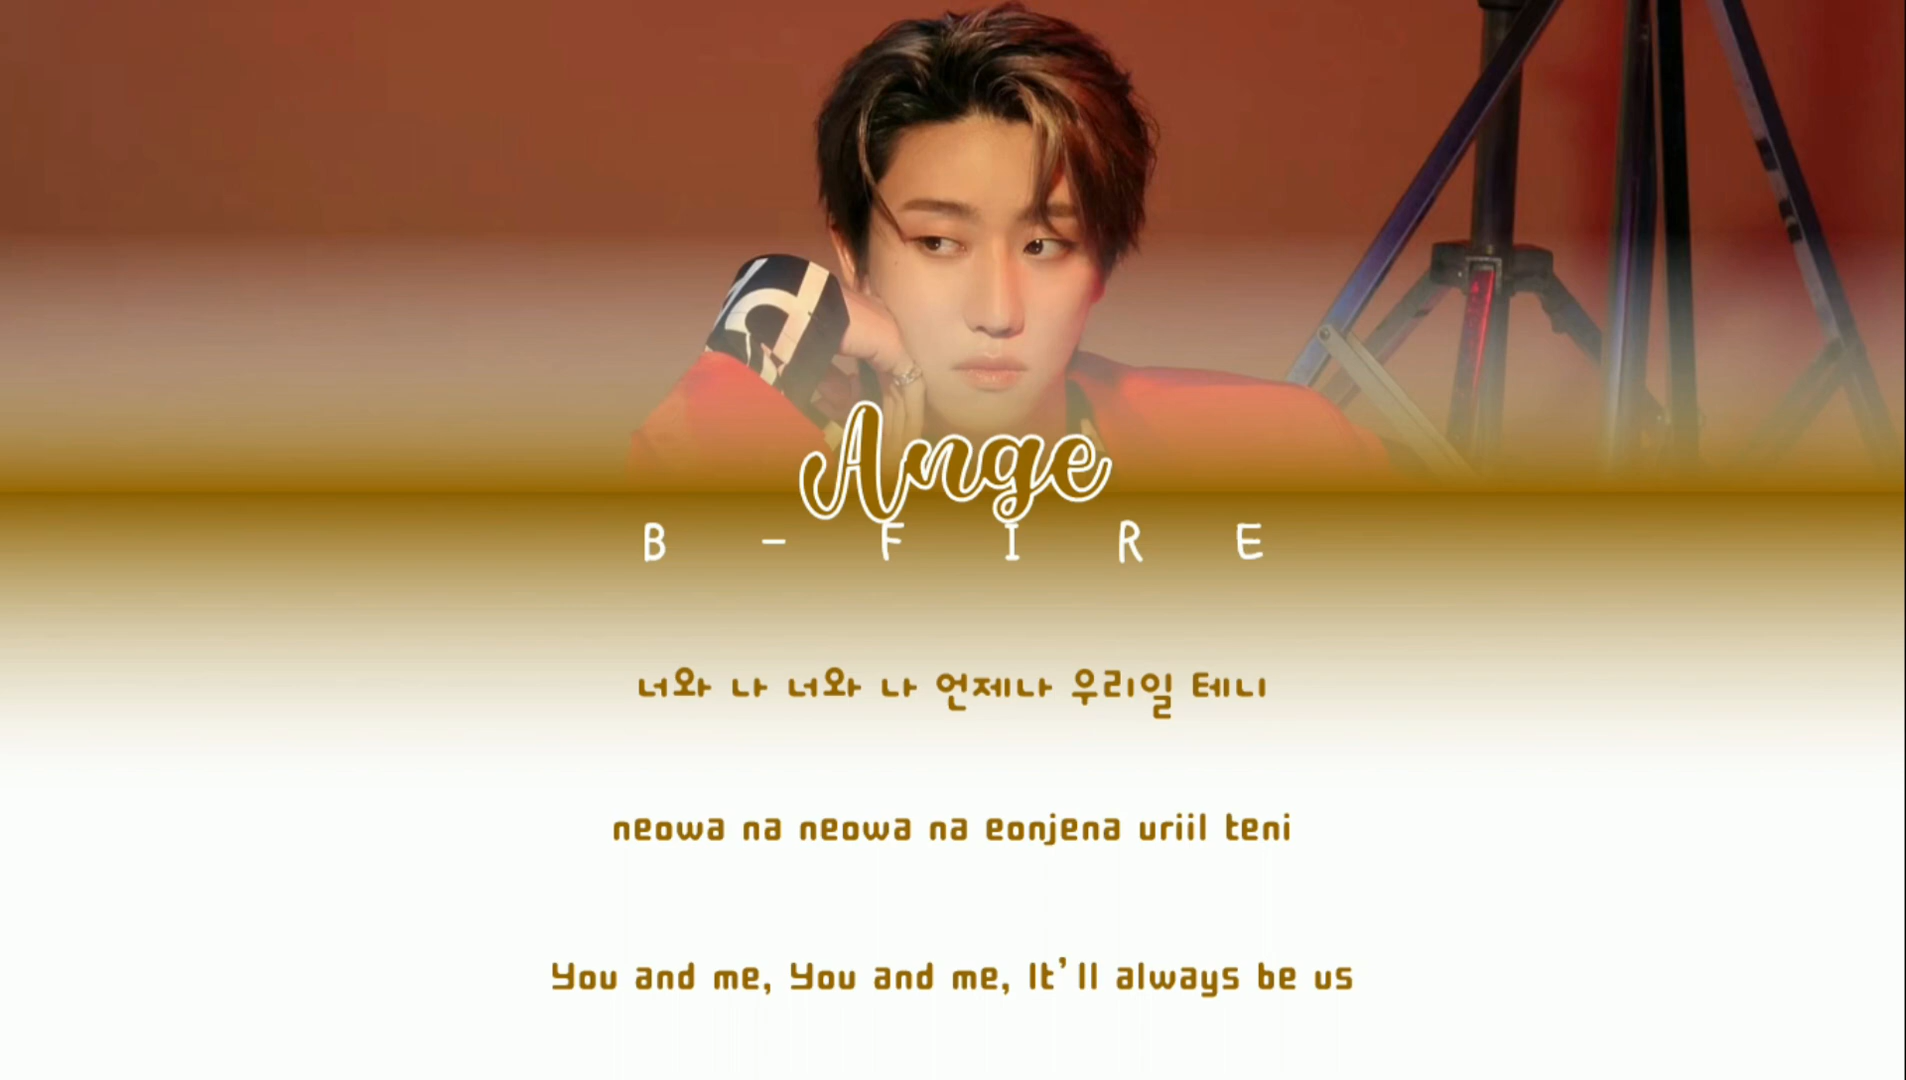 Ange
B - F I R E
너와 나 너와 나 언제나 우리일 테니
neowa na neowa na eonjena uriil teni
You and me, You and me, It'll always be us